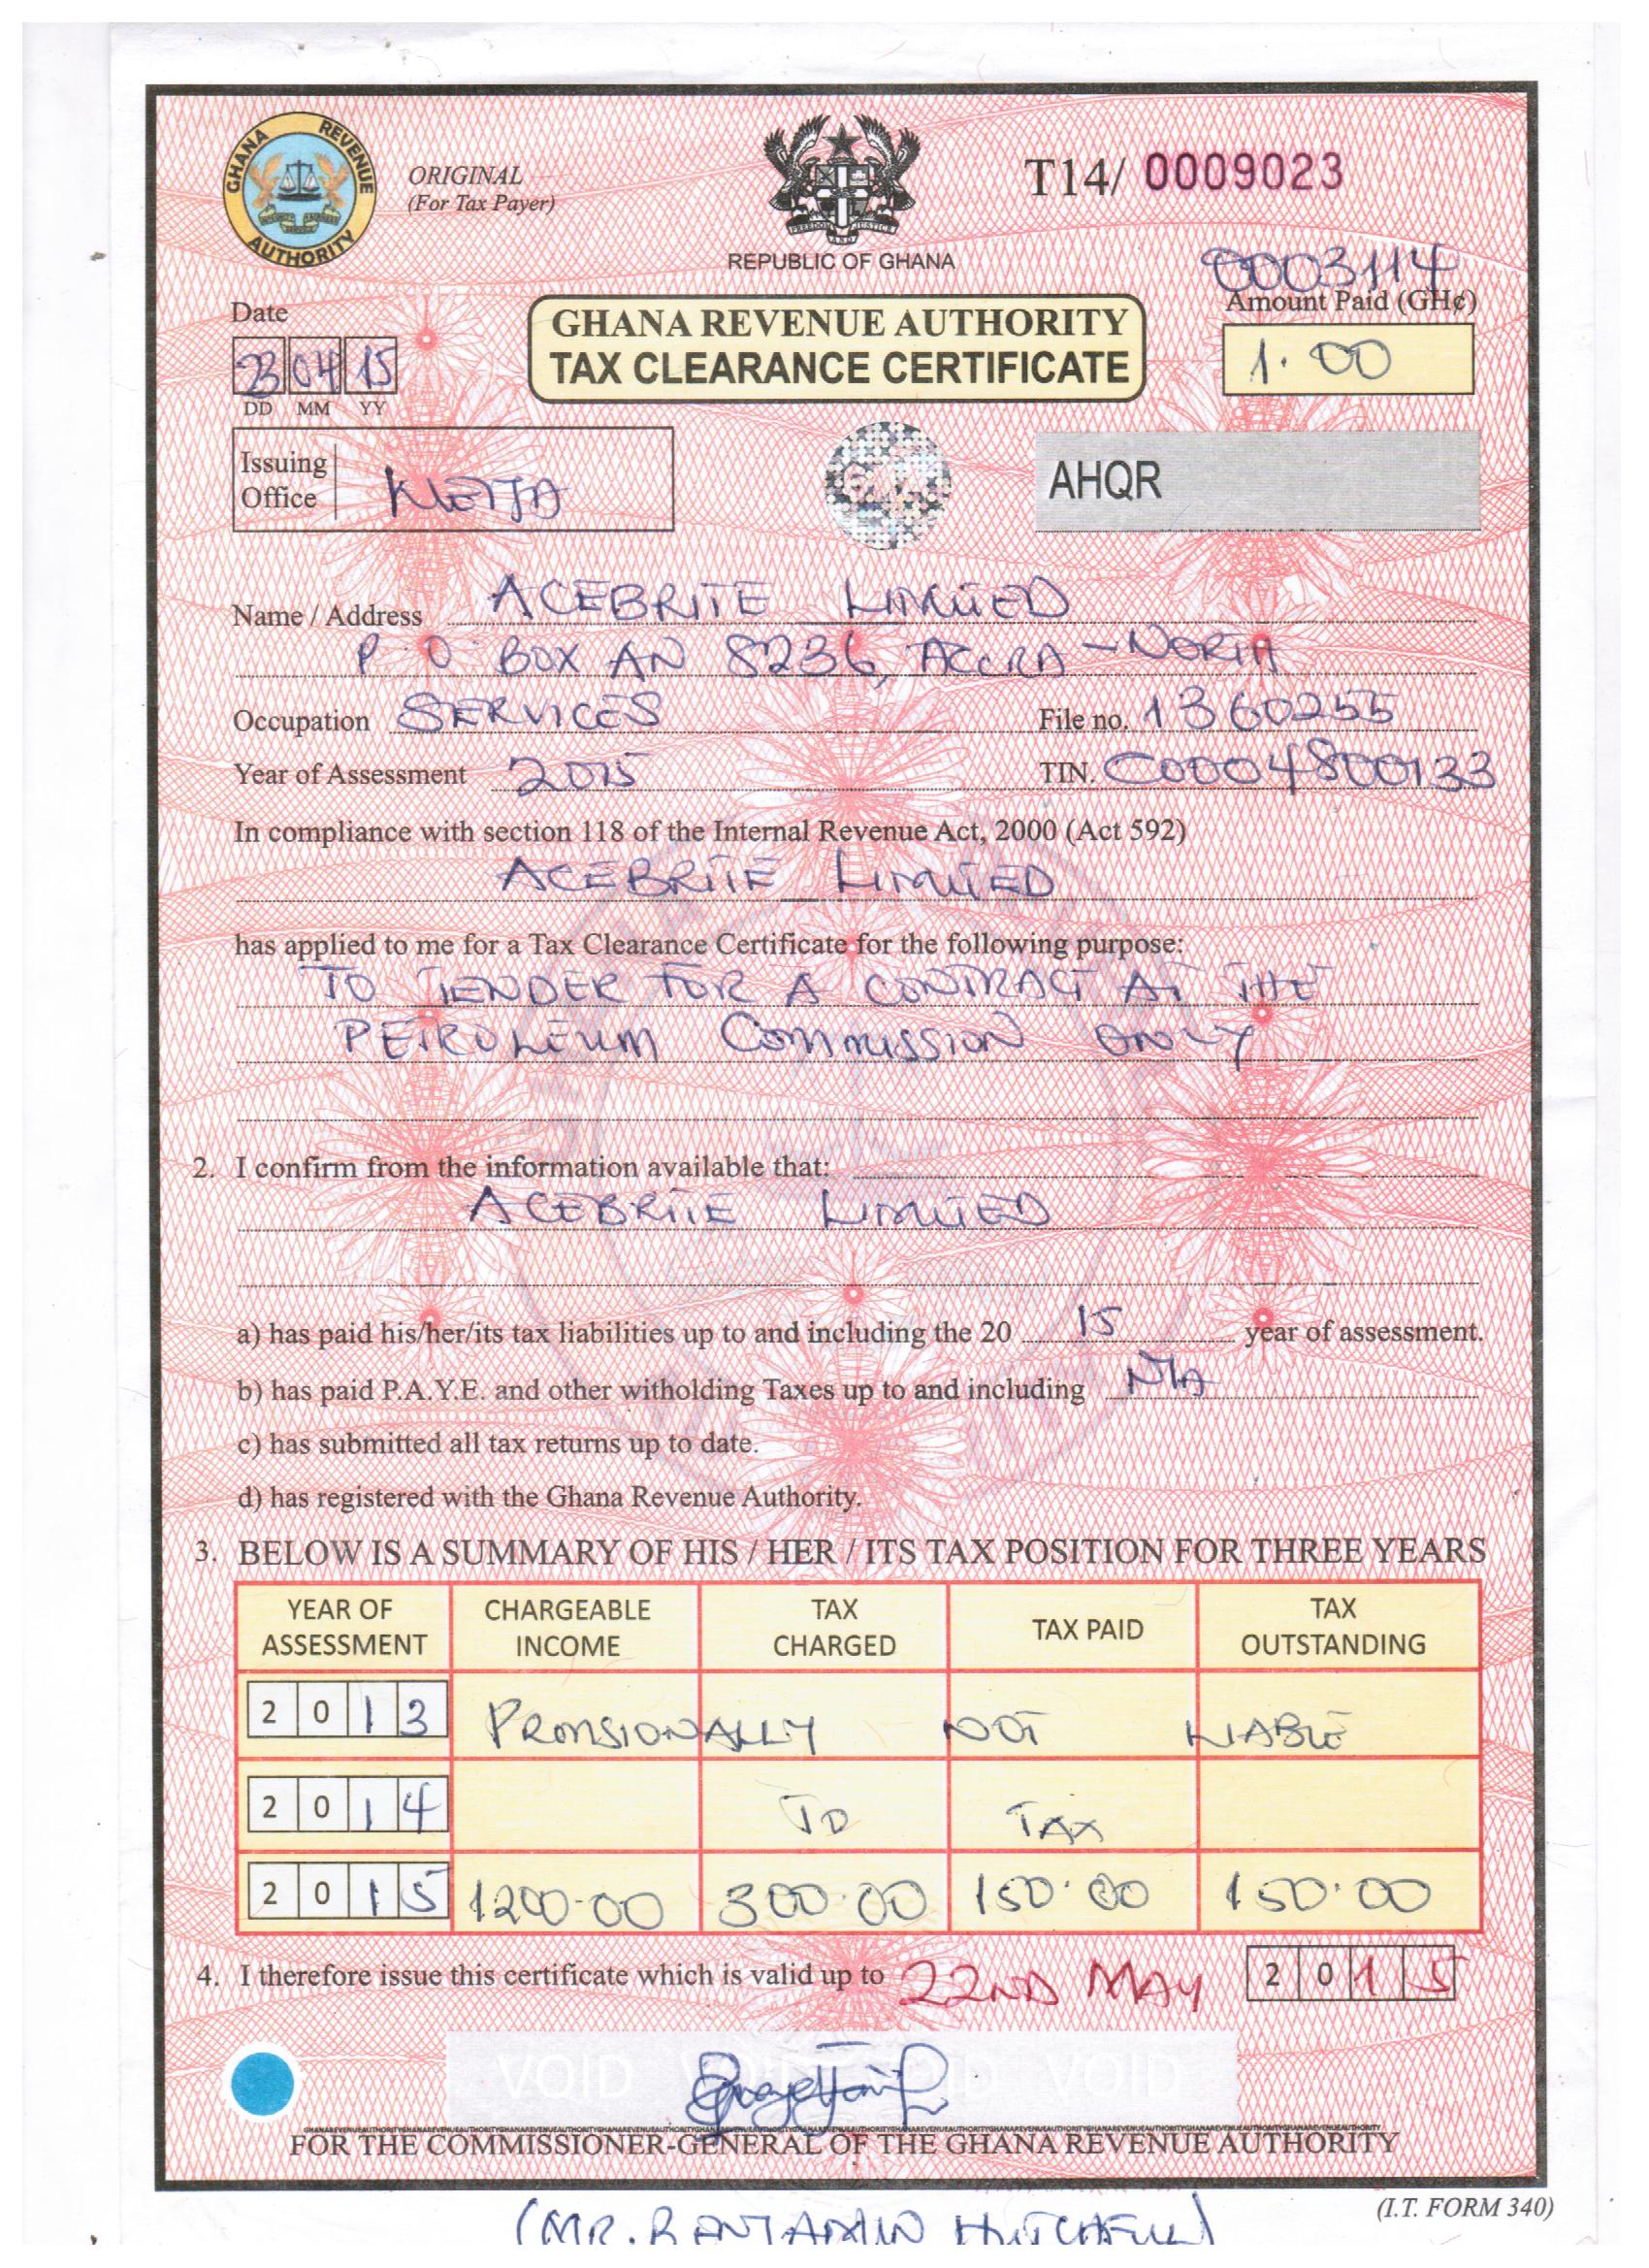 GHANA REVENUE AUTHORITY
ORIGINAL
(For Tax Payer)
FREEDOM AND JUSTICE
REPUBLIC OF GHANA
T14/ 0009023
0003114
Date
23 04 15
DD MM YY
GHANA REVENUE AUTHORITY
TAX CLEARANCE CERTIFICATE
Amount Paid (GH¢)
1.00
Issuing
Office
GRA
AHQR
Name / Address ACEBRITE LIMITED
P.O BOX AN 8236, ACCRA - NORTH
Occupation SERVICES File no. 1360255
Year of Assessment 2015 TIN. C0004800133
In compliance with section 118 of the Internal Revenue Act, 2000 (Act 592)
ACEBRITE LIMITED
has applied to me for a Tax Clearance Certificate for the following purpose:
TO TENDER FOR A CONTRACT AT THE
PETROLEUM COMMISSION ONLY
2. I confirm from the information available that:
ACEBRITE LIMITED
a) has paid his/her/its tax liabilities up to and including the 20 15 year of assessment.
b) has paid P.A.Y.E. and other witholding Taxes up to and including N/A
c) has submitted all tax returns up to date.
d) has registered with the Ghana Revenue Authority.
3. BELOW IS A SUMMARY OF HIS / HER / ITS TAX POSITION FOR THREE YEARS
YEAR OF ASSESSMENT CHARGEABLE INCOME TAX CHARGED TAX PAID TAX OUTSTANDING
2013 PROVISIONALLY NOT LIABLE
2014 TO TAX
2015 1200.00 300.00 150.00 150.00
4. I therefore issue this certificate which is valid up to 22ND MAY 2015
VOID VOID VOID VOID
FOR THE COMMISSIONER-GENERAL OF THE GHANA REVENUE AUTHORITY
(I.T. FORM 340)
(MR. BENJAMIN HUTCHFUL)